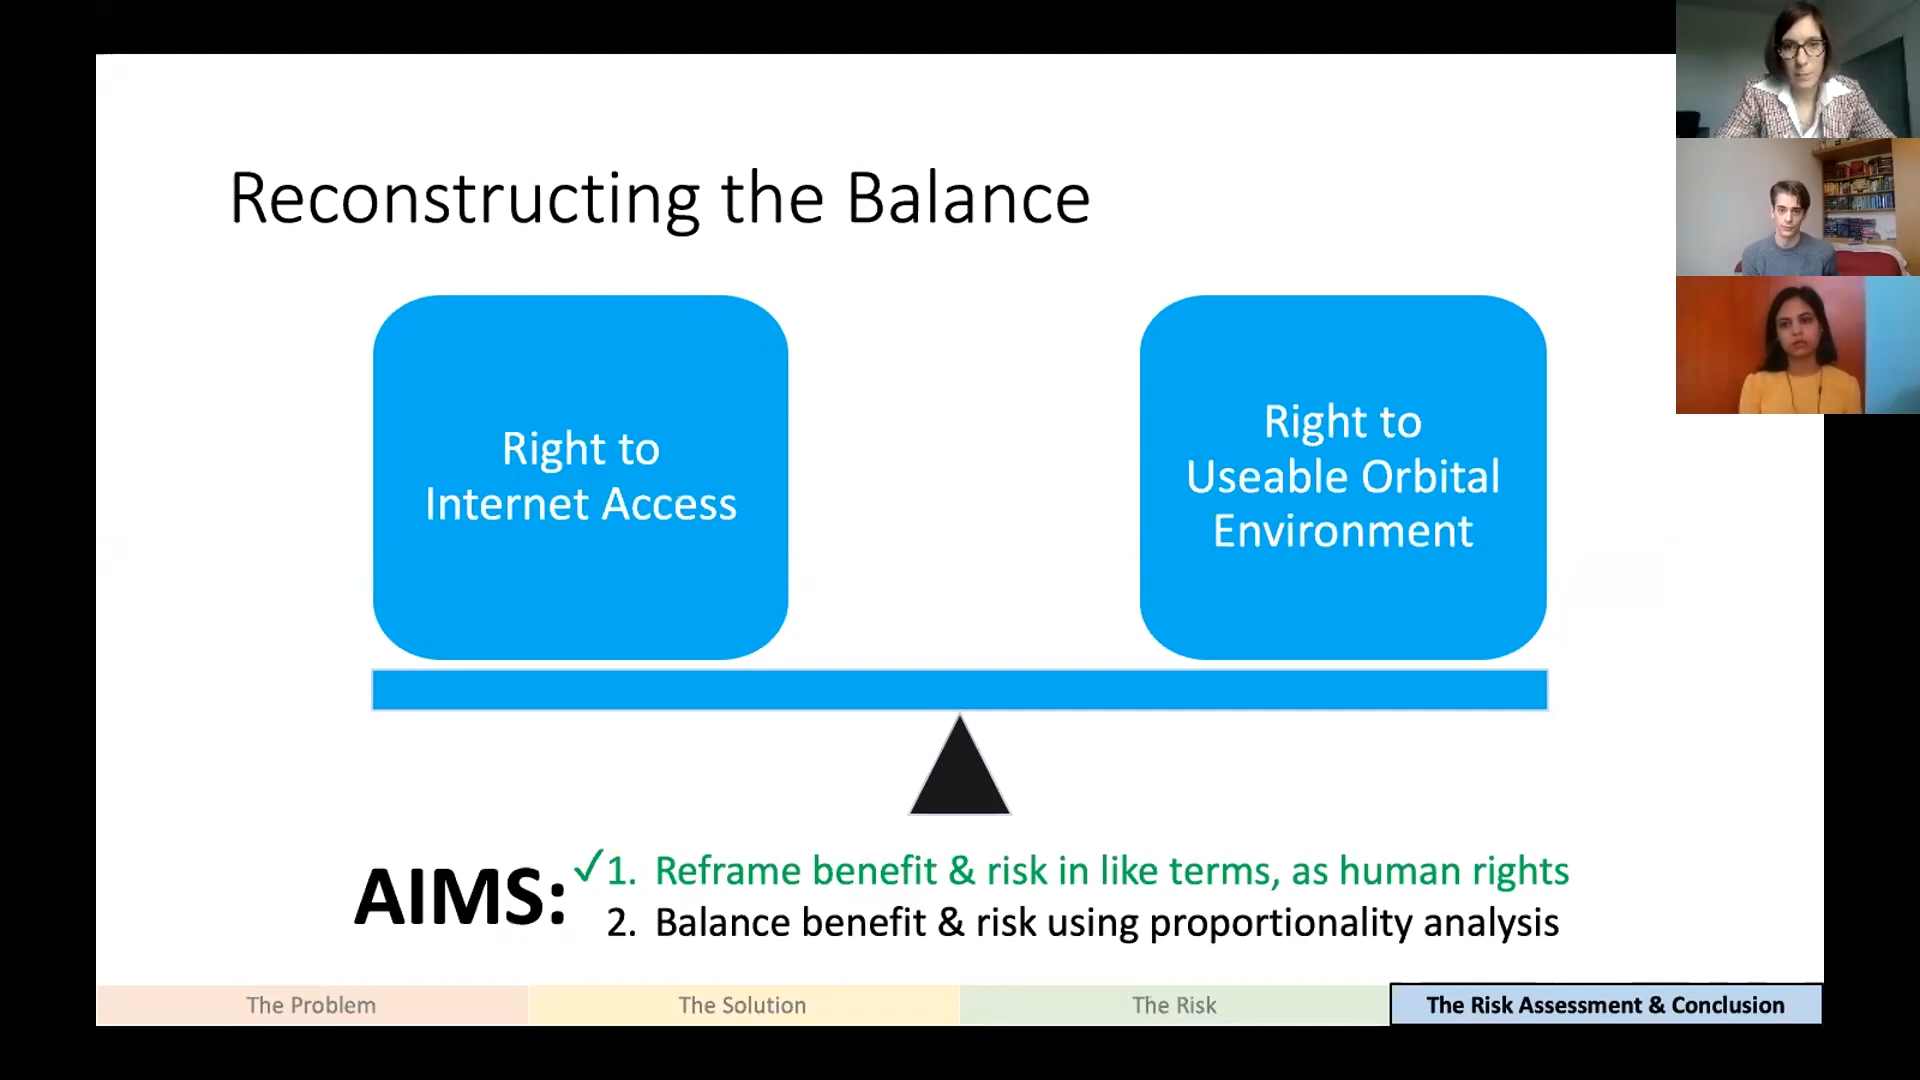 Reconstructing the Balance
Right to
Internet Access
Right to
Useable Orbital
Environment
AIMS:
✓1. Reframe benefit & risk in like terms, as human rights
2. Balance benefit & risk using proportionality analysis
The Problem
The Solution
The Risk
The Risk Assessment & Conclusion